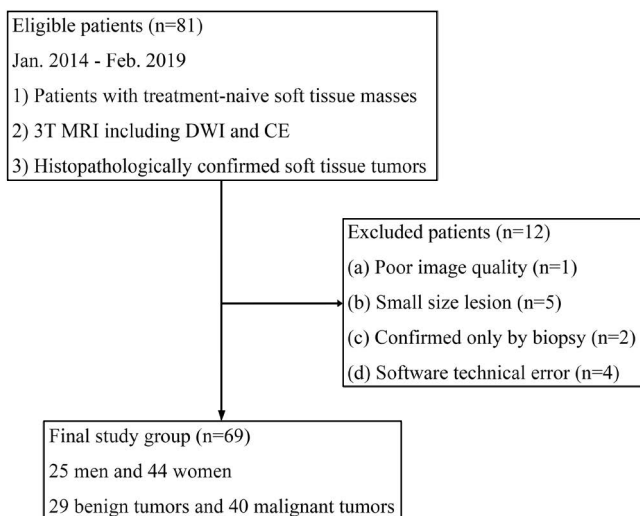 Eligible patients (n=81)
Jan. 2014 - Feb. 2019
1) Patients with treatment-naive soft tissue masses
2) 3T MRI including DWI and CE
3) Histopathologically confirmed soft tissue tumors
Excluded patients (n=12)
(a) Poor image quality (n=1)
(b) Small size lesion (n=5)
(c) Confirmed only by biopsy (n=2)
(d) Software technical error (n=4)
Final study group (n=69)
25 men and 44 women
29 benign tumors and 40 malignant tumors